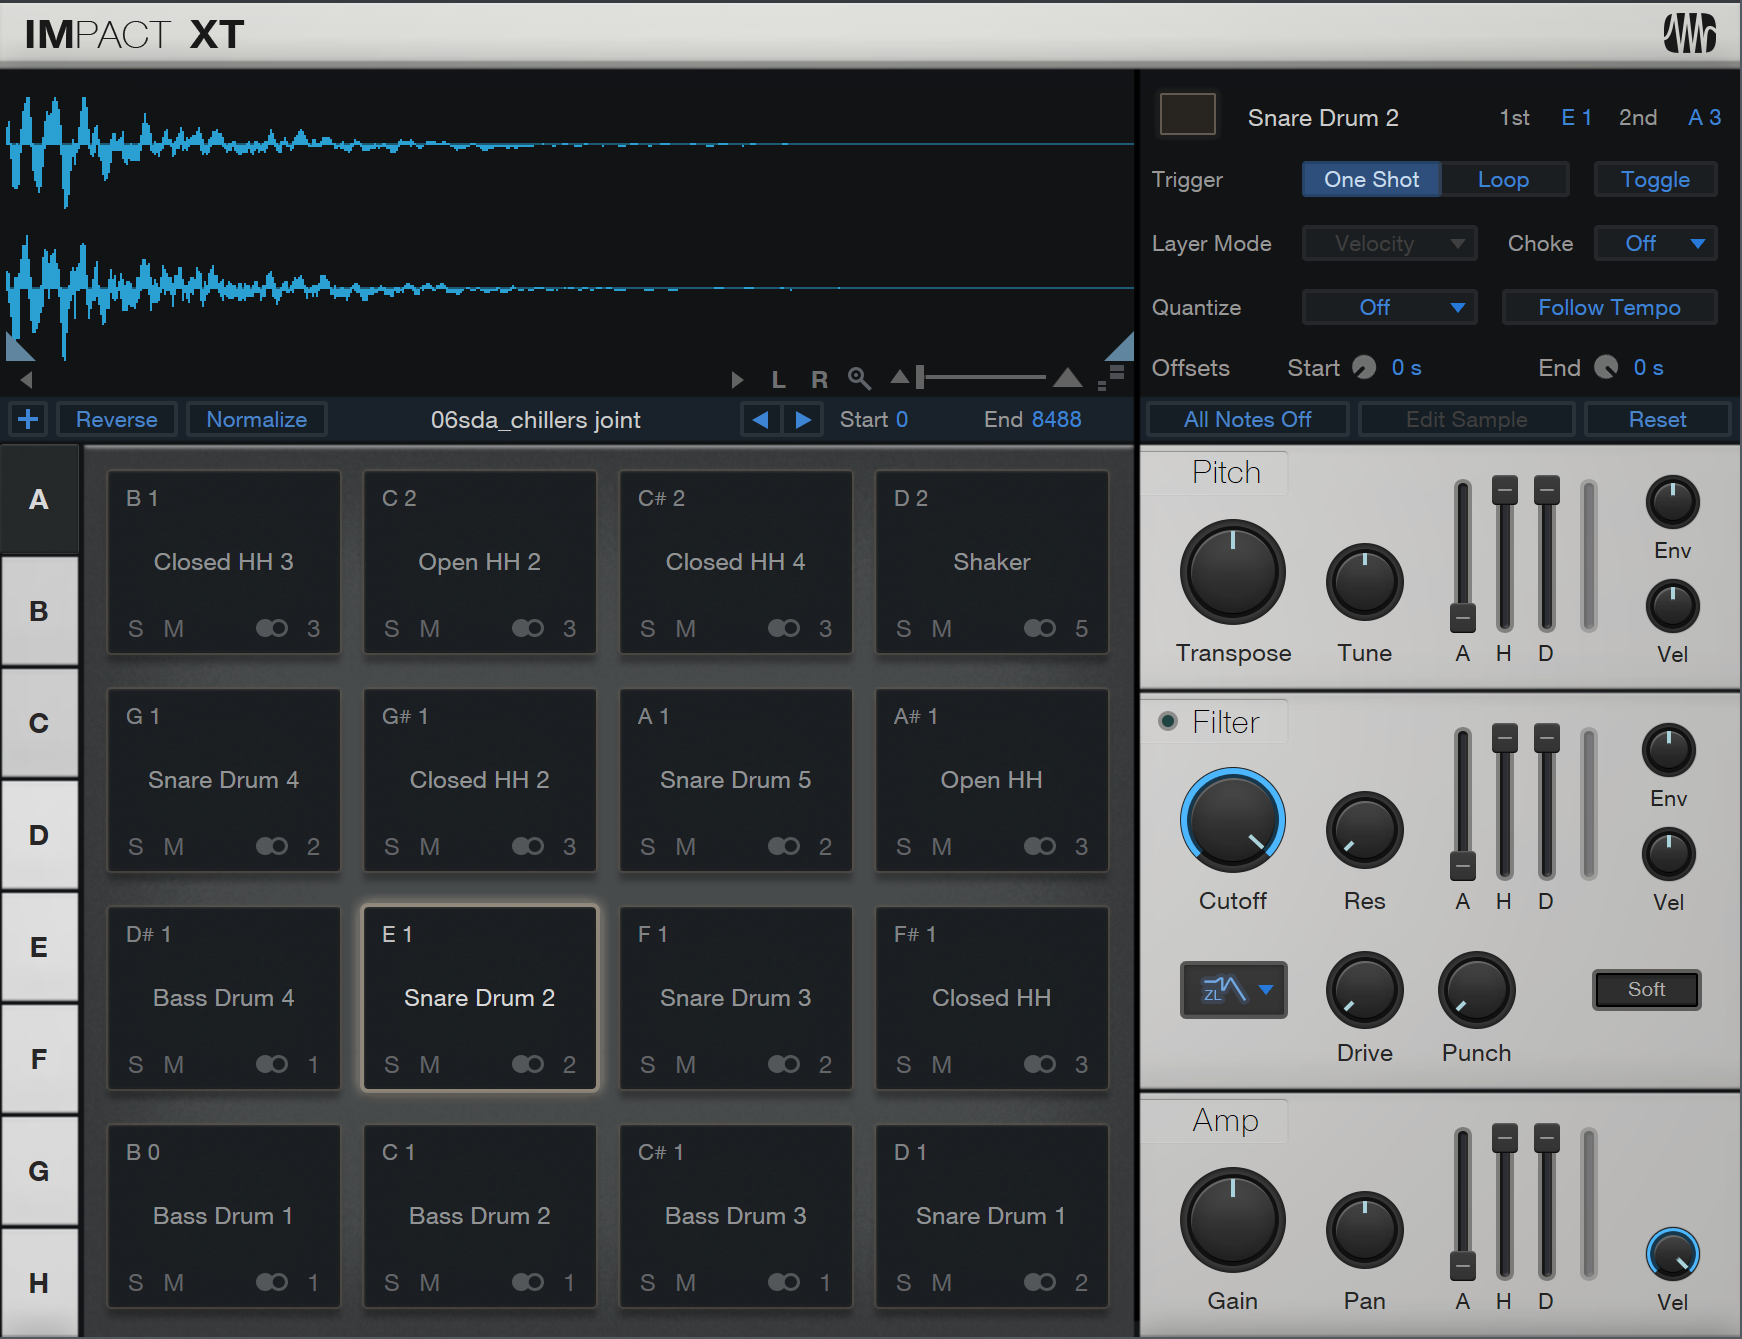 IMPACT XT
Snare Drum 2 1st E 1 2nd A 3
Trigger One Shot Loop Toggle
Layer Mode Velocity Choke Off
Quantize Off Follow Tempo
L R
Offsets Start 0 s End 0 s
+ Reverse Normalize 06sda_chillers joint Start 0 End 8488
All Notes Off Edit Sample Reset
A
B
C
D
E
F
G
H
B 1 C 2 C# 2 D 2
Closed HH 3 Open HH 2 Closed HH 4 Shaker
S M 3 S M 3 S M 3 S M 5
G 1 G# 1 A 1 A# 1
Snare Drum 4 Closed HH 2 Snare Drum 5 Open HH
S M 2 S M 3 S M 2 S M 3
D# 1 E 1 F 1 F# 1
Bass Drum 4 Snare Drum 2 Snare Drum 3 Closed HH
S M 1 S M 2 S M 2 S M 3
B 0 C 1 C# 1 D 1
Bass Drum 1 Bass Drum 2 Bass Drum 3 Snare Drum 1
S M 1 S M 1 S M 1 S M 2
Pitch
Env
Transpose Tune A H D Vel
Filter
Env
Cutoff Res A H D Vel
ZL Soft
Drive Punch
Amp
Gain Pan A H D Vel